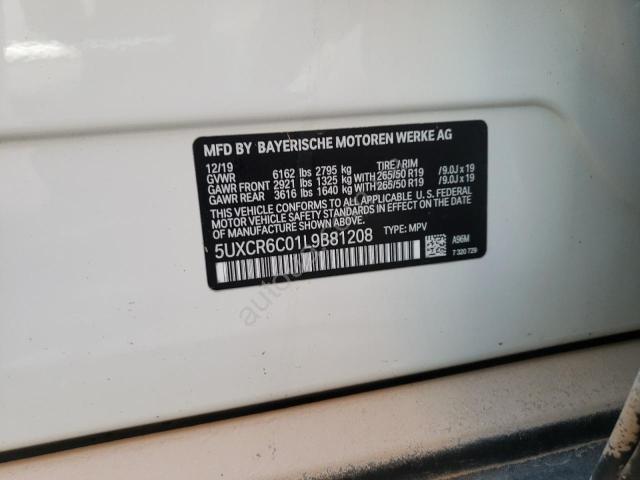 MFD BY BAYERISCHE MOTOREN WERKE AG
12/19 TIRE/RIM
GVWR 6162 lbs 2795 kg
GAWR FRONT 2921 lbs 1325 kg WITH 265/50 R19 / 9.0J x 19
GAWR REAR 3616 lbs 1640 kg WITH 265/50 R19 / 9.0J x 19
THIS VEHICLE CONFORMS TO ALL APPLICABLE U.S. FEDERAL
MOTOR VEHICLE SAFETY STANDARDS IN EFFECT ON THE DATE
OF MANUFACTURE SHOWN ABOVE.
5UXCR6C01L9B81208 TYPE: MPV
A96M
7 320 729